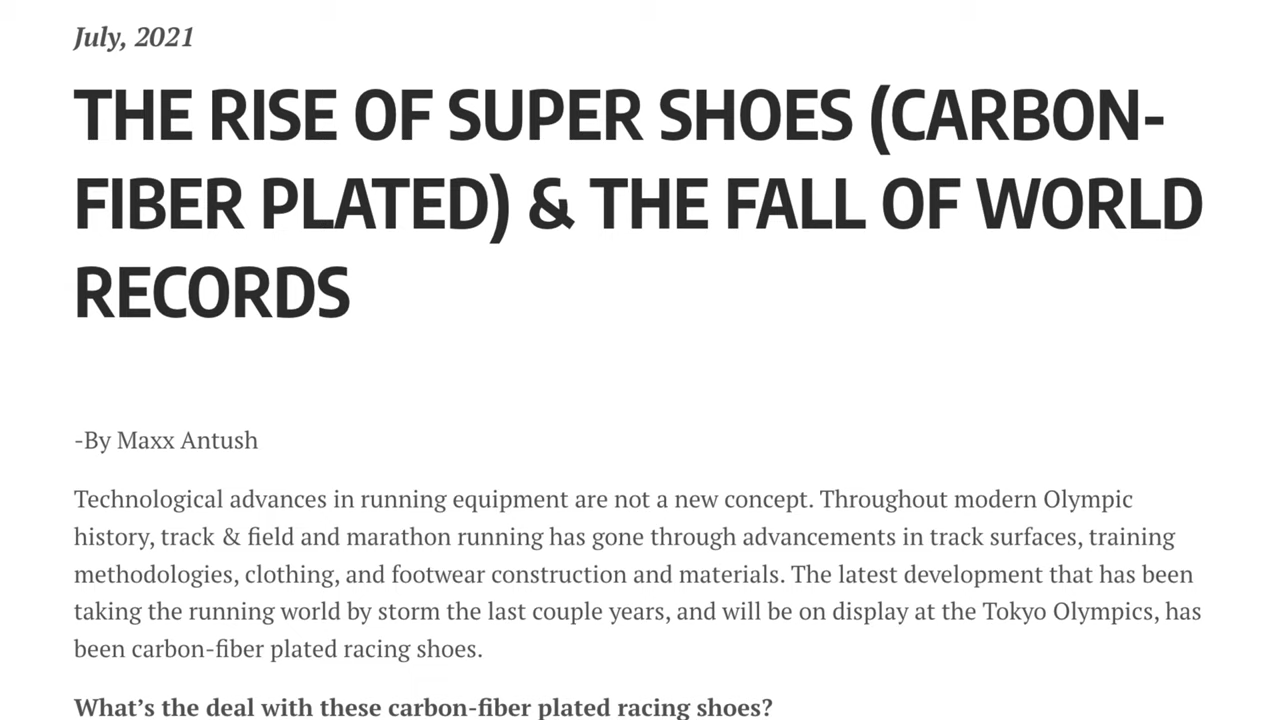 July, 2021
THE RISE OF SUPER SHOES (CARBON-
FIBER PLATED) & THE FALL OF WORLD
RECORDS
-By Maxx Antush
Technological advances in running equipment are not a new concept. Throughout modern Olympic
history, track & field and marathon running has gone through advancements in track surfaces, training
methodologies, clothing, and footwear construction and materials. The latest development that has been
taking the running world by storm the last couple years, and will be on display at the Tokyo Olympics, has
been carbon-fiber plated racing shoes.
What’s the deal with these carbon-fiber plated racing shoes?